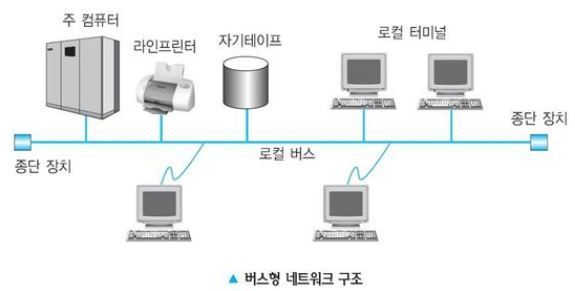 주 컴퓨터
라인프린터
자기테이프
로컬 터미널
종단 장치
종단 장치
로컬 버스
▲ 버스형 네트워크 구조